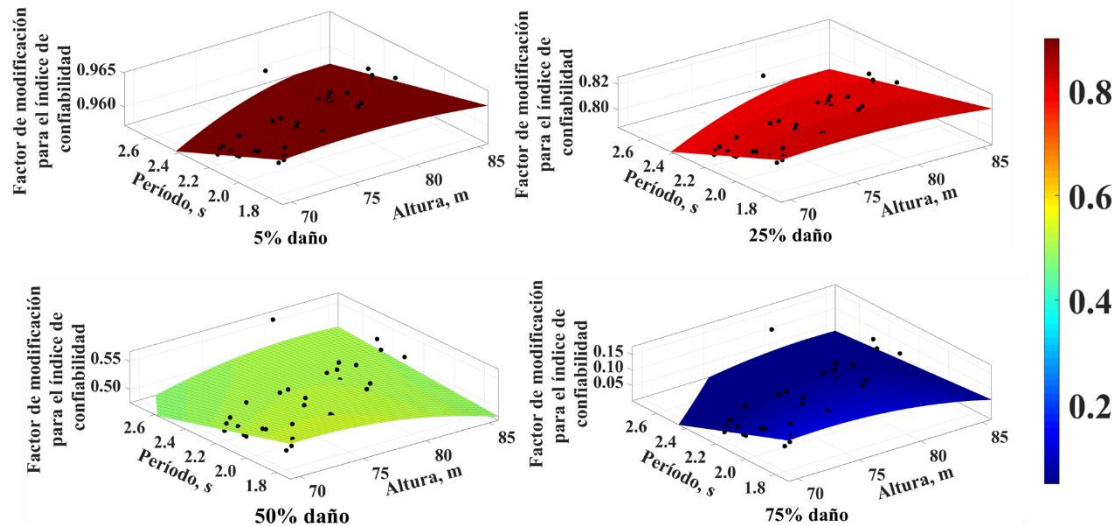 Factor de modificación
para el índice de
confiabilidad
0.965
0.960
2.6
2.4
2.2
2.0
1.8
Período, s
70
75
80
85
Altura, m
5% daño
Factor de modificación
para el índice de
confiabilidad
0.82
0.80
2.6
2.4
2.2
2.0
1.8
Período, s
70
75
80
85
Altura, m
25% daño
Factor de modificación
para el índice de
confiabilidad
0.55
0.50
2.6
2.4
2.2
2.0
1.8
Período, s
70
75
80
85
Altura, m
50% daño
Factor de modificación
para el índice de
confiabilidad
0.15
0.10
0.05
2.6
2.4
2.2
2.0
1.8
Período, s
70
75
80
85
Altura, m
75% daño
0.8
0.6
0.4
0.2